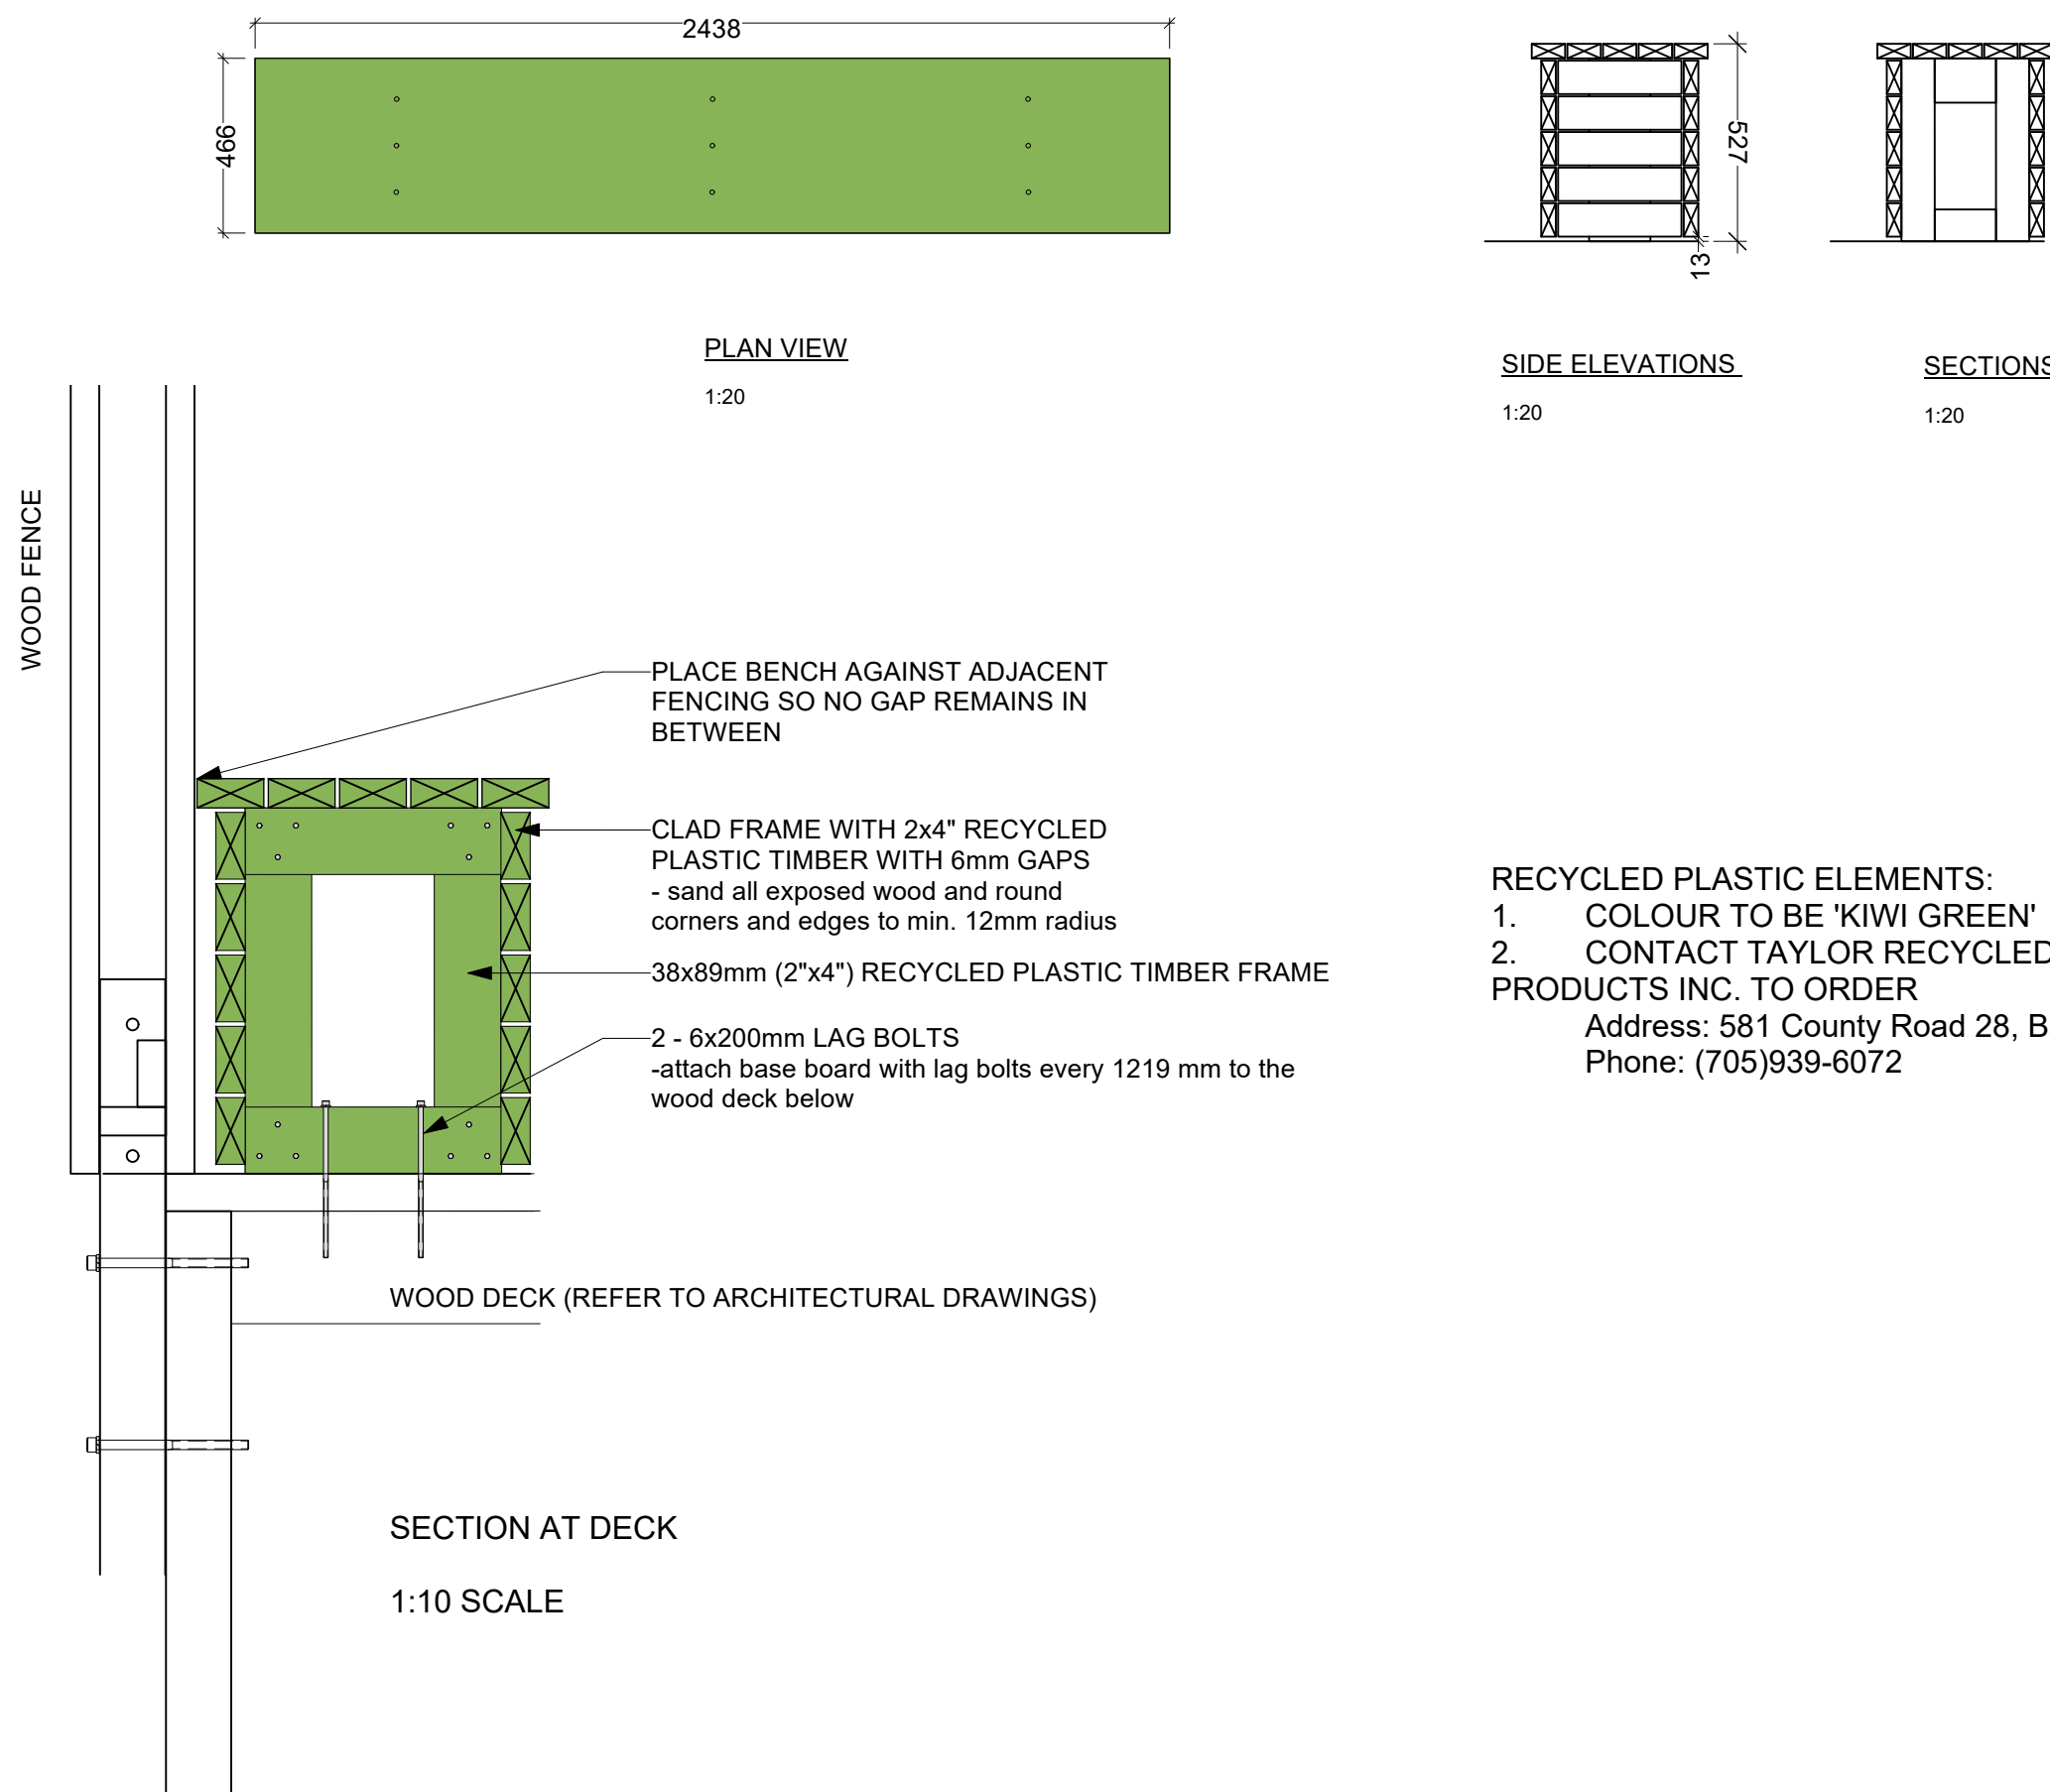 2438
466
PLAN VIEW
1:20
527
13
SIDE ELEVATIONS
1:20
SECTIONS
1:20
WOOD FENCE
PLACE BENCH AGAINST ADJACENT
FENCING SO NO GAP REMAINS IN
BETWEEN
CLAD FRAME WITH 2x4" RECYCLED
PLASTIC TIMBER WITH 6mm GAPS
- sand all exposed wood and round
corners and edges to min. 12mm radius
38x89mm (2"x4") RECYCLED PLASTIC TIMBER FRAME
2 - 6x200mm LAG BOLTS
-attach base board with lag bolts every 1219 mm to the
wood deck below
WOOD DECK (REFER TO ARCHITECTURAL DRAWINGS)
SECTION AT DECK
1:10 SCALE
RECYCLED PLASTIC ELEMENTS:
1. COLOUR TO BE 'KIWI GREEN'
2. CONTACT TAYLOR RECYCLED
PRODUCTS INC. TO ORDER
Address: 581 County Road 28, B
Phone: (705)939-6072